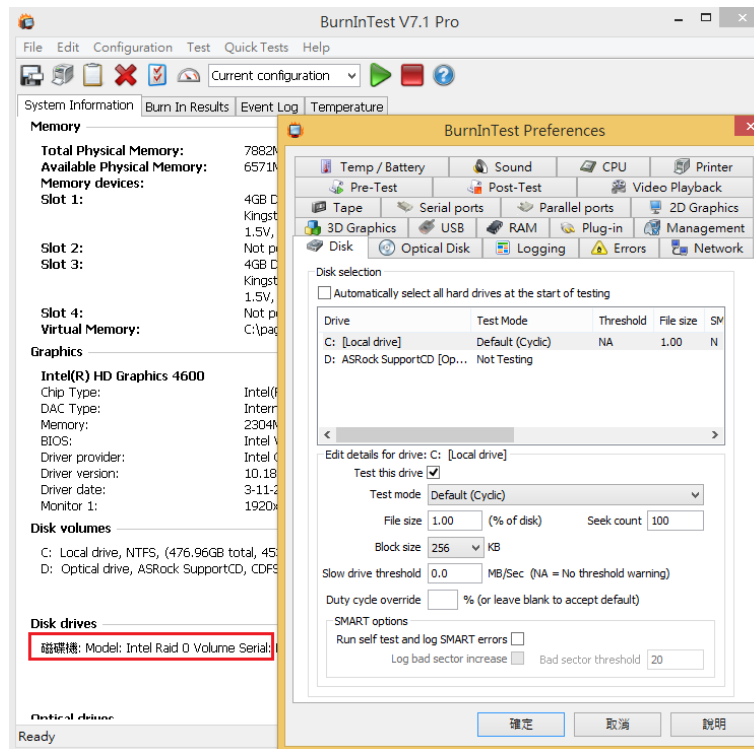 BurnInTest V7.1 Pro
File Edit Configuration Test Quick Tests Help
Current configuration
System Information Burn In Results Event Log Temperature
Memory
Total Physical Memory: 7882M
Available Physical Memory: 6571M
Memory devices:
Slot 1: 4GB D
Kingst
1.5V,
Slot 2: Not p
Slot 3: 4GB D
Kingst
1.5V,
Slot 4: Not p
Virtual Memory: C:\pag
Graphics
Intel(R) HD Graphics 4600
Chip Type: Intel(
DAC Type: Intern
Memory: 2304M
BIOS: Intel V
Driver provider: Intel
Driver version: 10.18
Driver date: 3-11-2
Monitor 1: 1920x
Disk volumes
C: Local drive, NTFS, (476.96GB total, 45
D: Optical drive, ASRock SupportCD, CDFS
Disk drives
磁碟機: Model: Intel Raid 0 Volume Serial:
Optical drives
Ready
BurnInTest Preferences
Temp / Battery Sound CPU Printer
Pre-Test Post-Test Video Playback
Tape Serial ports Parallel ports 2D Graphics
3D Graphics USB RAM Plug-in Management
Disk Optical Disk Logging Errors Network
Disk selection
Automatically select all hard drives at the start of testing
Drive Test Mode Threshold File size SM
C: [Local drive] Default (Cyclic) NA 1.00 N
D: ASRock SupportCD [Op... Not Testing
Edit details for drive: C: [Local drive]
Test this drive
Test mode Default (Cyclic)
File size 1.00 (% of disk) Seek count 100
Block size 256 KB
Slow drive threshold 0.0 MB/Sec (NA = No threshold warning)
Duty cycle override % (or leave blank to accept default)
SMART options
Run self test and log SMART errors
Log bad sector increase Bad sector threshold 20
確定 取消 說明